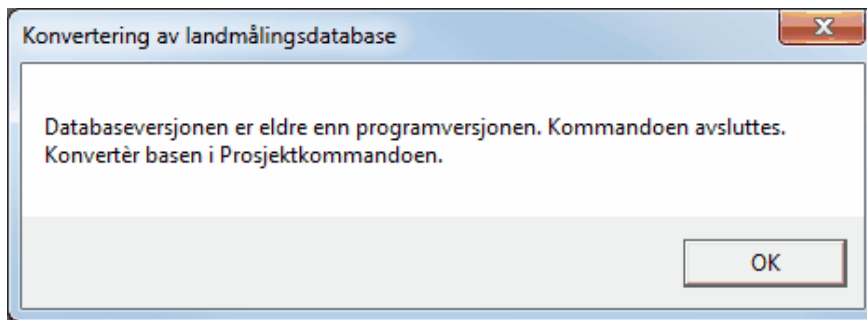 Konvertering av landmålingsdatabase
Databaseversjonen er eldre enn programversjonen. Kommandoen avsluttes.
Konvertèr basen i Prosjektkommandoen.
OK